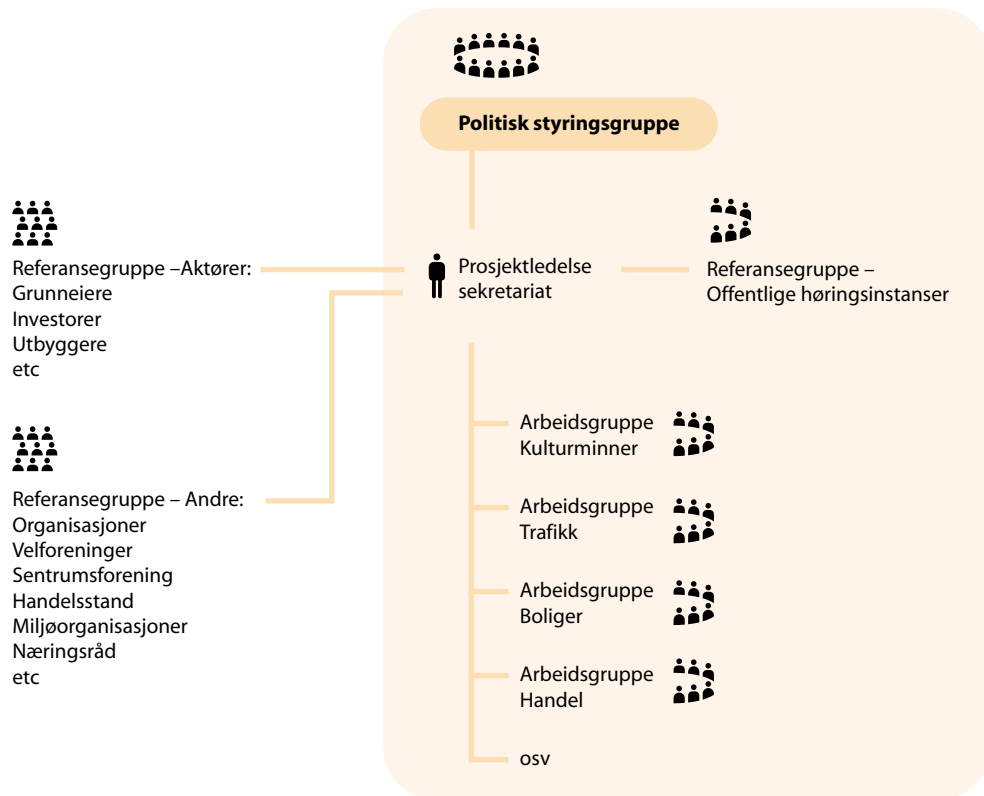 Politisk styringsgruppe
Referansegruppe –Aktører:
Grunneiere
Investorer
Utbyggere
etc
Prosjektledelse
sekretariat
Referansegruppe –
Offentlige høringsinstanser
Referansegruppe – Andre:
Organisasjoner
Velforeninger
Sentrumsforening
Handelsstand
Miljøorganisasjoner
Næringsråd
etc
Arbeidsgruppe
Kulturminner
Arbeidsgruppe
Trafikk
Arbeidsgruppe
Boliger
Arbeidsgruppe
Handel
osv